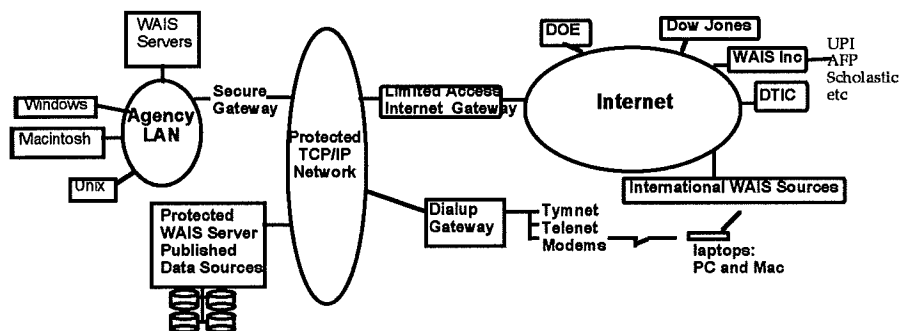 WAIS
Servers
Windows
Macintosh
Unix
Agency
LAN
Secure
Gateway
Protected
TCP/IP
Network
Protected
WAIS Server
Published
Data Sources
Limited Access
Internet Gateway
Internet
DOE
Dow Jones
WAIS Inc
UPI
AFP
Scholastic
etc
DTIC
International WAIS Sources
Dialup
Gateway
Tymnet
Telenet
Modems
laptops:
PC and Mac